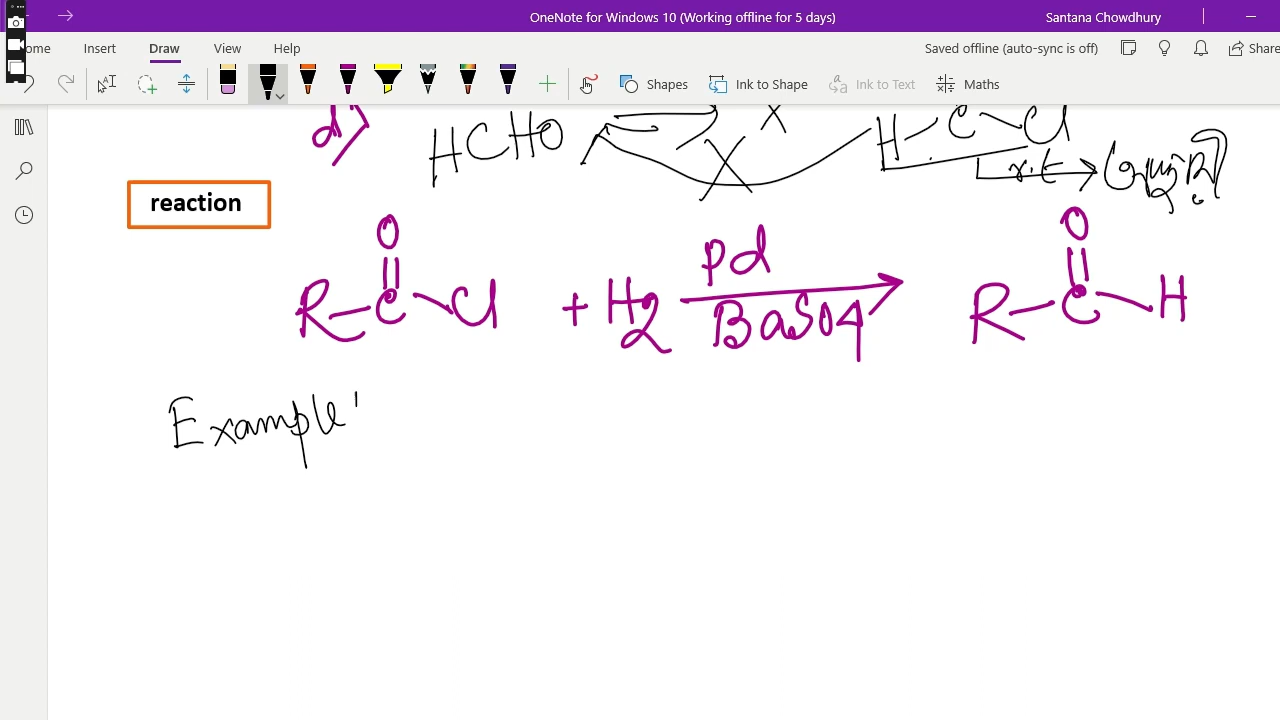 OneNote for Windows 10 (Working offline for 5 days) Santana Chowdhury
ome Insert Draw View Help Saved offline (auto-sync is off) Share
Shapes Ink to Shape Ink to Text Maths
d) HCHO X H C Cl
X r.t
reaction
O O
R-C-Cl + H2 Pd BaSO4 R-C-H
Example